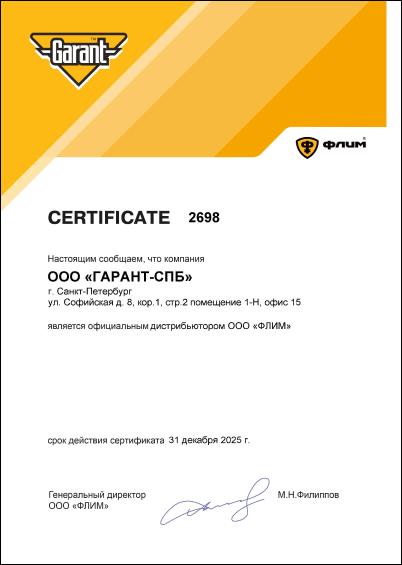 Garant™
ФЛИМ®
CERTIFICATE 2698
Настоящим сообщаем, что компания
ООО «ГАРАНТ-СПБ»
г. Санкт-Петербург
ул. Софийская д. 8, кор.1, стр.2 помещение 1-Н, офис 15
является официальным дистрибьютором ООО «ФЛИМ»
срок действия сертификата 31 декабря 2025 г.
Генеральный директор М.Н.Филиппов
ООО «ФЛИМ»